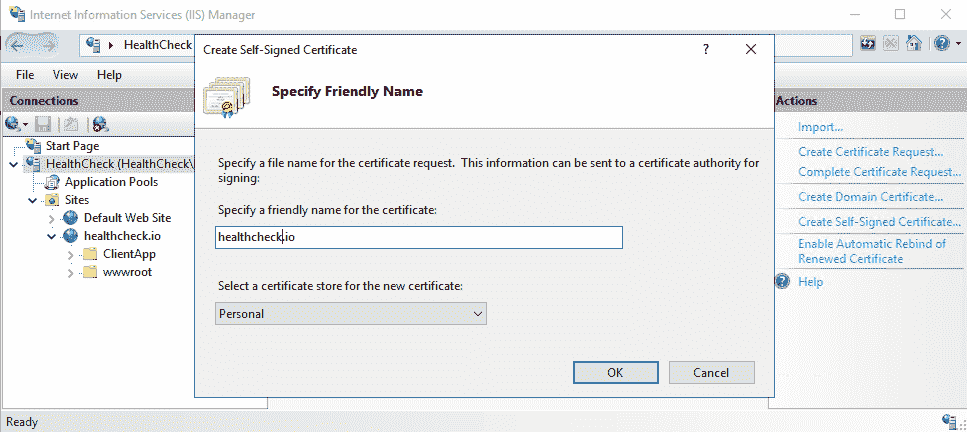 Internet Information Services (IIS) Manager
HealthCheck
File View Help
Connections
Start Page
HealthCheck (HealthCheck\
Application Pools
Sites
Default Web Site
healthcheck.io
ClientApp
wwwroot
Create Self-Signed Certificate
?
Specify Friendly Name
Specify a file name for the certificate request. This information can be sent to a certificate authority for
signing:
Specify a friendly name for the certificate:
healthcheck.io
Select a certificate store for the new certificate:
Personal
OK Cancel
Actions
Import...
Create Certificate Request...
Complete Certificate Request...
Create Domain Certificate...
Create Self-Signed Certificate...
Enable Automatic Rebind of
Renewed Certificate
Help
Ready